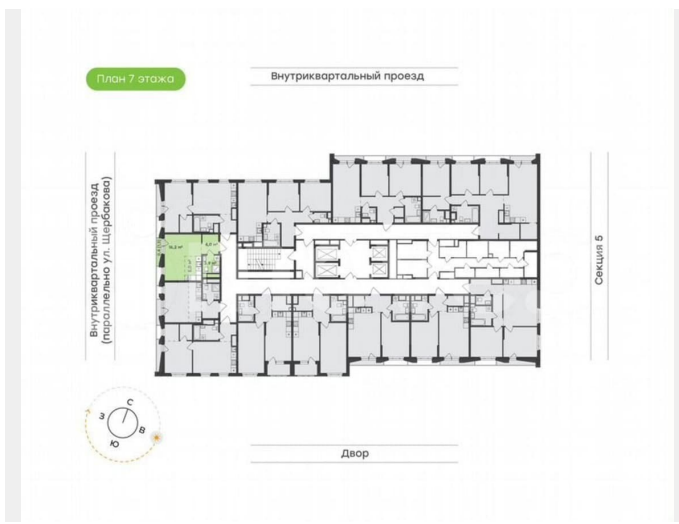 План 7 этажа
Внутриквартальный проезд
Внутриквартальный проезд
(параллельно ул. Щербакова)
Секция 5
С
З
В
Ю
Двор